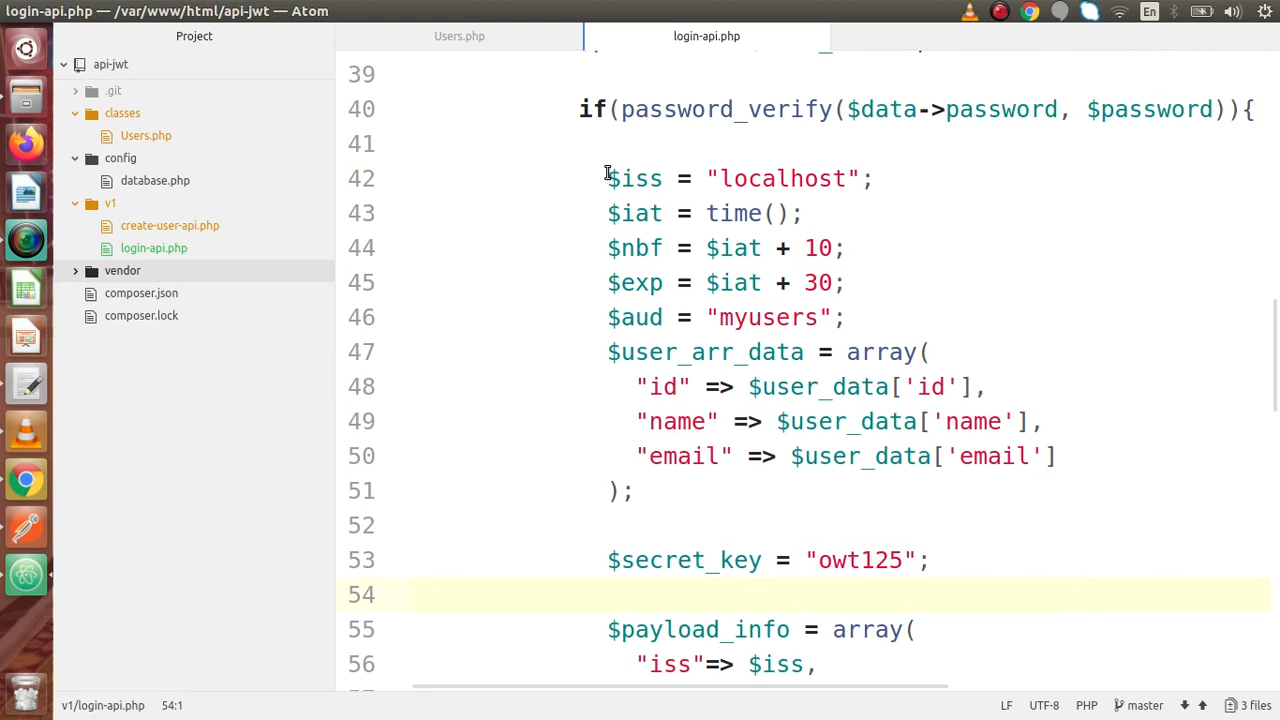 login-api.php — /var/www/html/api-jwt — Atom
En
Project
Users.php
login-api.php
api-jwt
.git
classes
Users.php
config
database.php
v1
create-user-api.php
login-api.php
vendor
composer.json
composer.lock
39
40 if(password_verify($data->password, $password)){
41
42 $iss = "localhost";
43 $iat = time();
44 $nbf = $iat + 10;
45 $exp = $iat + 30;
46 $aud = "myusers";
47 $user_arr_data = array(
48 "id" => $user_data['id'],
49 "name" => $user_data['name'],
50 "email" => $user_data['email']
51 );
52
53 $secret_key = "owt125";
54
55 $payload_info = array(
56 "iss"=> $iss,
v1/login-api.php 54:1
LF UTF-8 PHP master 3 files